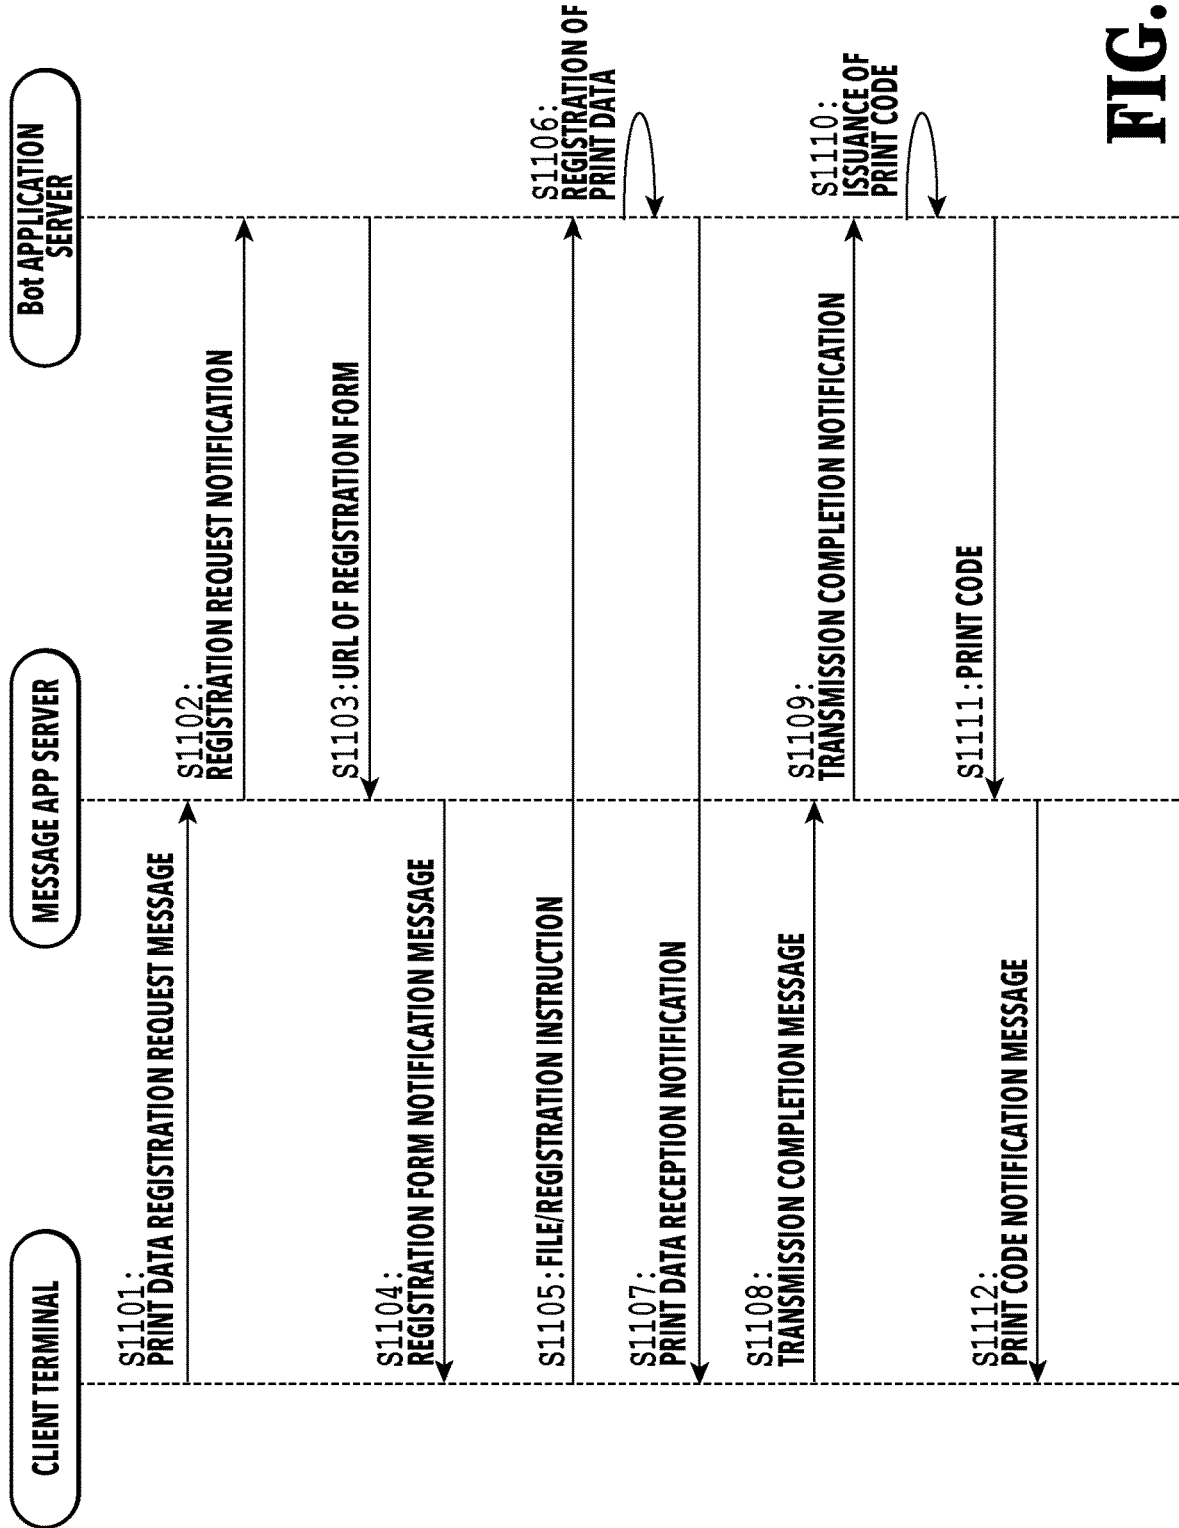 CLIENT TERMINAL
MESSAGE APP SERVER
Bot APPLICATION
SERVER
S1101:
PRINT DATA REGISTRATION REQUEST MESSAGE
S1102:
REGISTRATION REQUEST NOTIFICATION
S1103:URL OF REGISTRATION FORM
S1104:
REGISTRATION FORM NOTIFICATION MESSAGE
S1105:FILE/REGISTRATION INSTRUCTION
S1106:
REGISTRATION OF
PRINT DATA
S1107:
PRINT DATA RECEPTION NOTIFICATION
S1108:
TRANSMISSION COMPLETION MESSAGE
S1109:
TRANSMISSION COMPLETION NOTIFICATION
S1110:
ISSUANCE OF
PRINT CODE
S1111:PRINT CODE
S1112:
PRINT CODE NOTIFICATION MESSAGE
FIG.